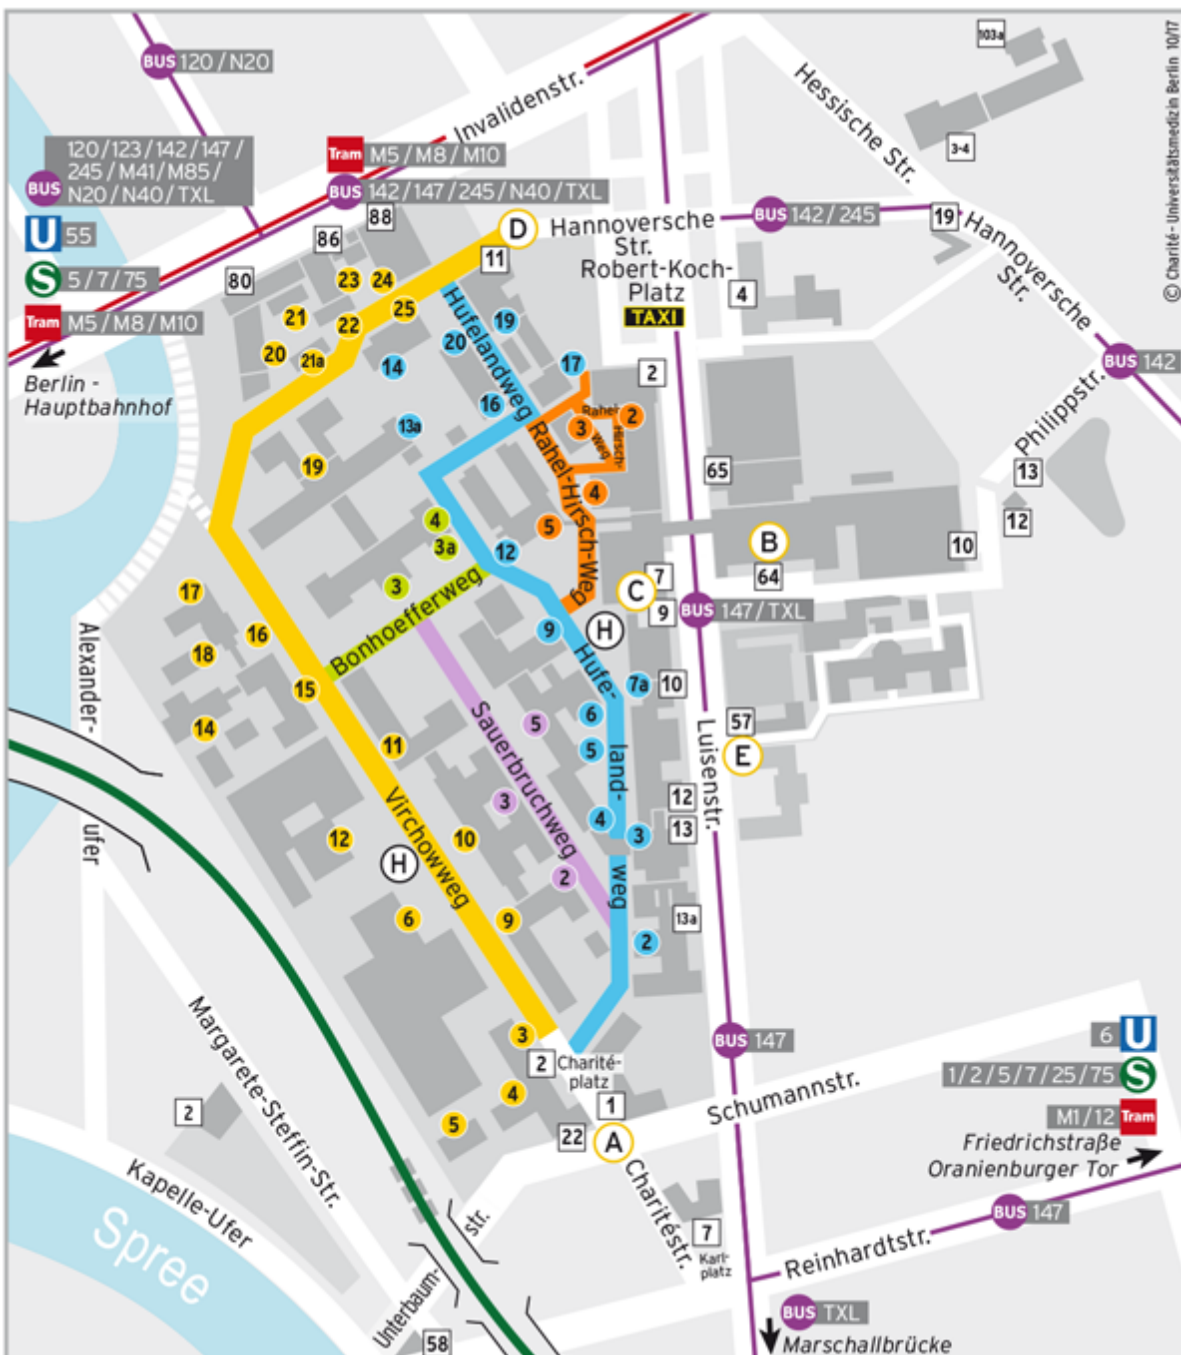 © Charité - Universitätsmedizin Berlin 10/17
BUS 120 / N20
120 / 123 / 142 / 147 /
245 / M41 / M85 /
BUS N20 / N40 / TXL
U 55
S 5 / 7 / 75
Tram M5 / M8 / M10
Berlin -
Hauptbahnhof
Tram M5 / M8 / M10
BUS 142 / 147 / 245 / N40 / TXL
Invalidenstr.
Hessische Str.
103a
3-4
88
86
80
D
11
Hannoversche
Str.
Robert-Koch-
Platz
TAXI
BUS 142 / 245
19
Hannoversche
Str.
BUS 142
Philippstr.
4
2
23
24
25
21
22
20
21a
19
14
13a
Hufelandweg
19
20
17
16
Rahel-
Hirsch-
Weg
3
2
Rahel-Hirsch-Weg
4
5
65
13
12
10
B
64
4
3a
3
12
Bonhoefferweg
C
7
9
BUS 147 / TXL
H
9
17
16
18
15
14
Alexander-
ufer
Hufe-
land-
weg
7a
10
6
5
4
3
2
57
E
Luisenstr.
12
13
13a
Sauerbruchweg
5
3
2
Virchowweg
11
12
10
H
6
9
3
4
5
2
Charité-
platz
1
22
A
Schumannstr.
BUS 147
6 U
1 / 2 / 5 / 7 / 25 / 75 S
M1 / 12 Tram
Friedrichstraße
Oranienburger Tor
BUS 147
Reinhardtstr.
Charitéstr.
7
Karl-
platz
BUS TXL
Marschallbrücke
Margarete-Steffin-Str.
2
Kapelle-Ufer
Spree
Unterbaum-
str.
58